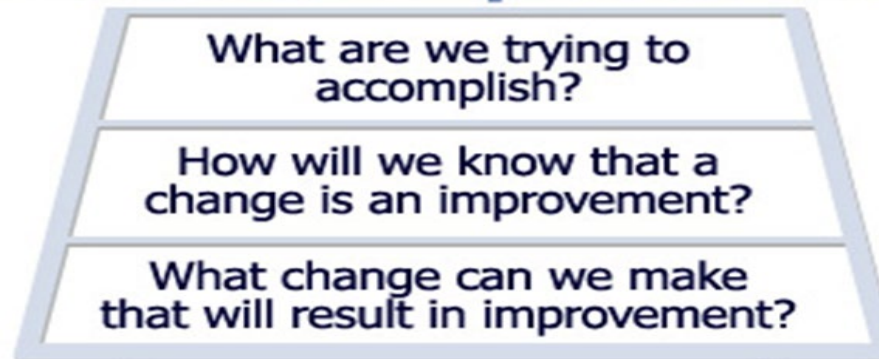 What are we trying to
accomplish?
How will we know that a
change is an improvement?
What change can we make
that will result in improvement?